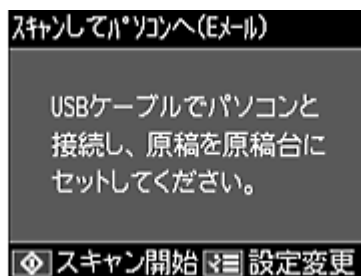 ｽｷｬﾝしてﾊﾟｿｺﾝへ(Eﾒｰﾙ)
USBケーブルでパソコンと
接続し、原稿を原稿台に
セットしてください。
スキャン開始 設定変更